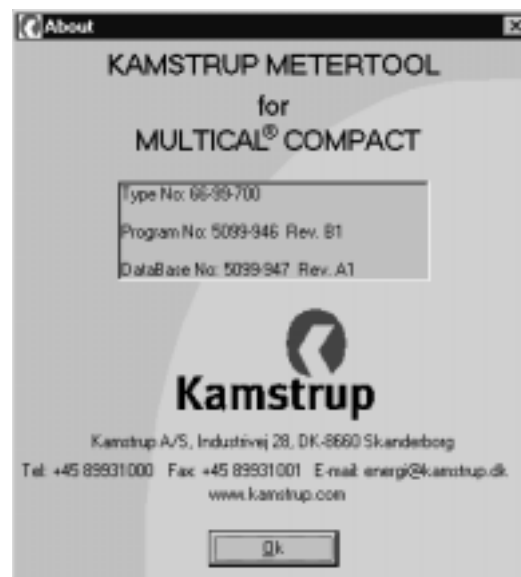 About
KAMSTRUP METERTOOL
for
MULTICAL® COMPACT
Type No: 66-99-700
Program No: 5099-946 Rev. B1
DataBase No: 5099-947 Rev. A1
Kamstrup
Kamstrup A/S, Industrivej 28, DK-8660 Skanderborg
Tel: +45 89931000 Fax: +45 89931001 E-mail: energi@kamstrup.dk
www.kamstrup.com
Ok